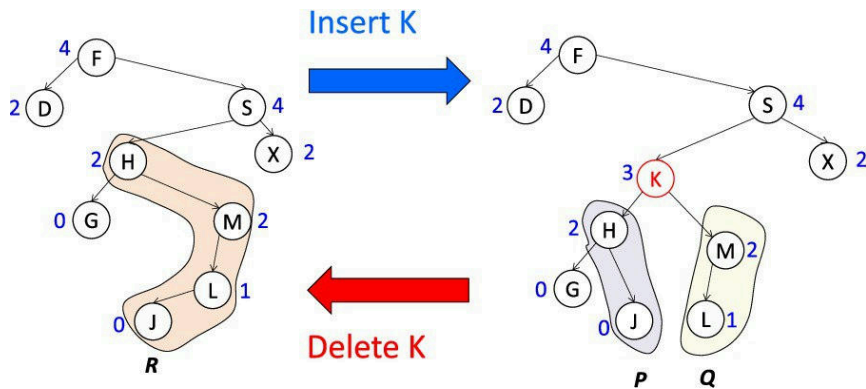 Insert K
4 F
2 D
S 4
2 H
X 2
0 G
M 2
L 1
0 J
R
4 F
2 D
S 4
X 2
3 K
2 H
M 2
0 G
0 J
L 1
P Q
Delete K